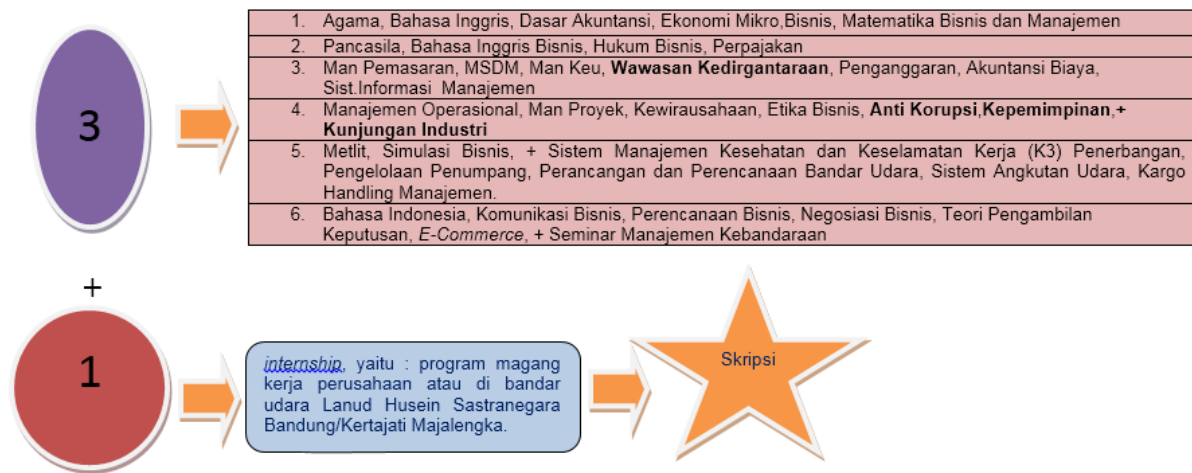 3
1. Agama, Bahasa Inggris, Dasar Akuntansi, Ekonomi Mikro,Bisnis, Matematika Bisnis dan Manajemen
2. Pancasila, Bahasa Inggris Bisnis, Hukum Bisnis, Perpajakan
3. Man Pemasaran, MSDM, Man Keu, Wawasan Kedirgantaraan, Penganggaran, Akuntansi Biaya,
Sist.Informasi Manajemen
4. Manajemen Operasional, Man Proyek, Kewirausahaan, Etika Bisnis, Anti Korupsi,Kepemimpinan,+
Kunjungan Industri
5. Metlit, Simulasi Bisnis, + Sistem Manajemen Kesehatan dan Keselamatan Kerja (K3) Penerbangan,
Pengelolaan Penumpang, Perancangan dan Perencanaan Bandar Udara, Sistem Angkutan Udara, Kargo
Handling Manajemen.
6. Bahasa Indonesia, Komunikasi Bisnis, Perencanaan Bisnis, Negosiasi Bisnis, Teori Pengambilan
Keputusan, E-Commerce, + Seminar Manajemen Kebandaraan
+
1
internship, yaitu : program magang
kerja perusahaan atau di bandar
udara Lanud Husein Sastranegara
Bandung/Kertajati Majalengka.
Skripsi